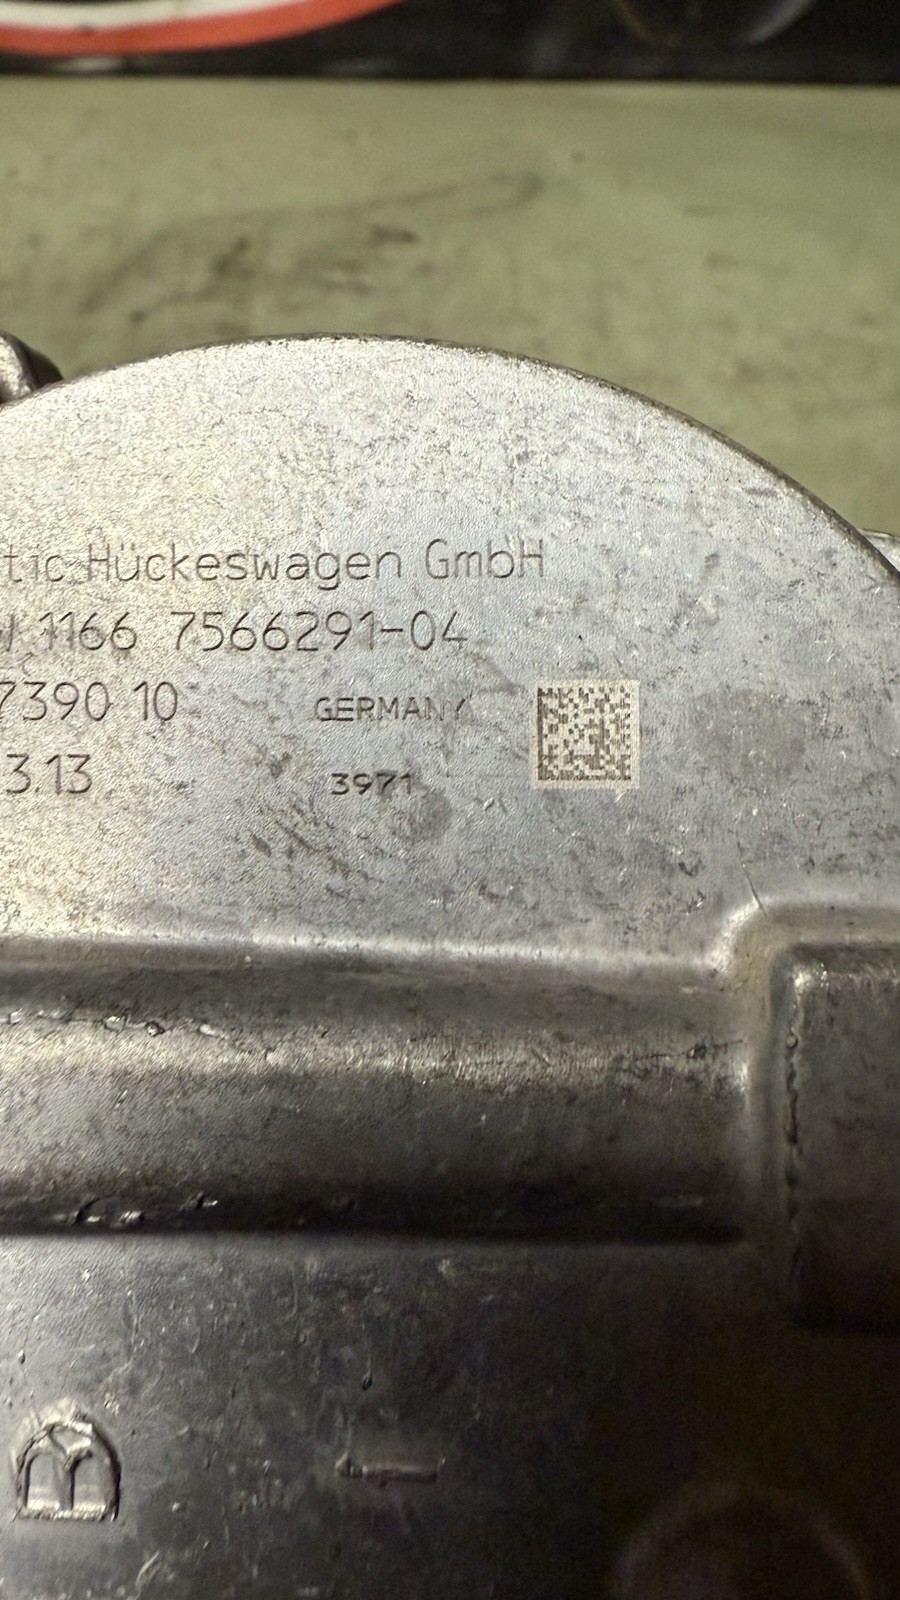 tic Hückeswagen GmbH
1166 7566291-04
7390 10 GERMANY
3.13 3971